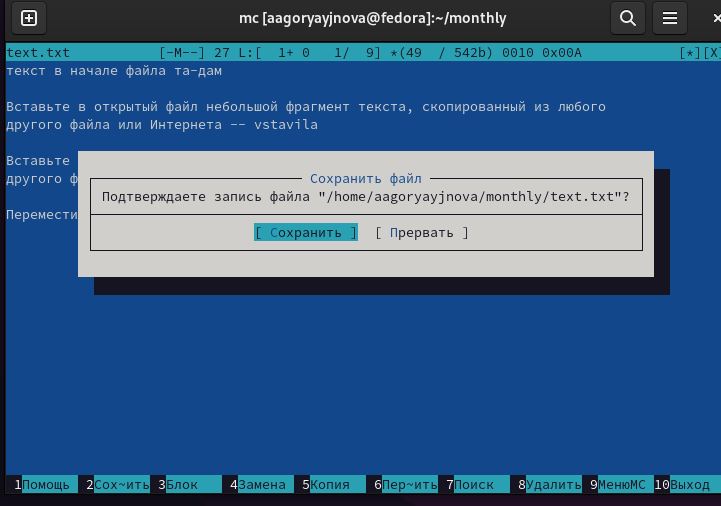 mc [aagoryayjnova@fedora]:~/monthly
text.txt [-M--] 27 L:[ 1+ 0 1/ 9] *(49 / 542b) 0010 0x00A [*][X]
текст в начале файла та-дам
Вставьте в открытый файл небольшой фрагмент текста, скопированный из любого
другого файла или Интернета -- vstavila
Вставьте
другого ф
Перемести
Сохранить файл
Подтверждаете запись файла "/home/aagoryayjnova/monthly/text.txt"?
[ Сохранить ] [ Прервать ]
1Помощь 2Сох~ить 3Блок 4Замена 5Копия 6Пер~ить 7Поиск 8Удалить 9МенюMC 10Выход